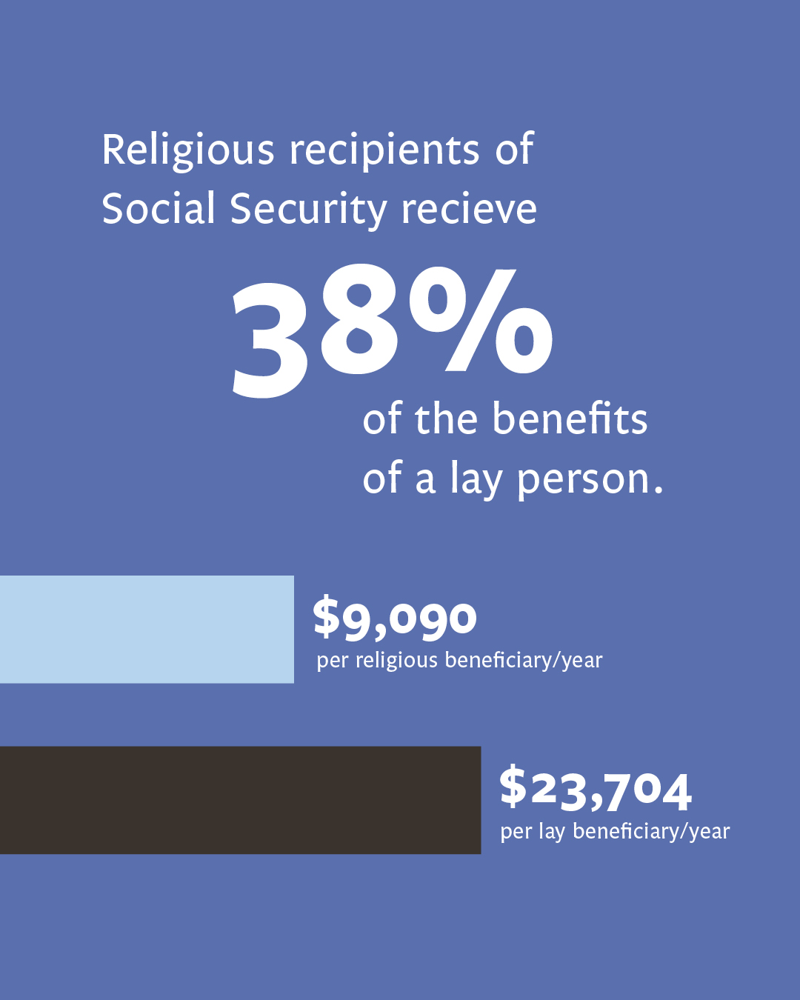 Religious recipients of
Social Security recieve
38%
of the benefits
of a lay person.
$9,090
per religious beneficiary/year
$23,704
per lay beneficiary/year